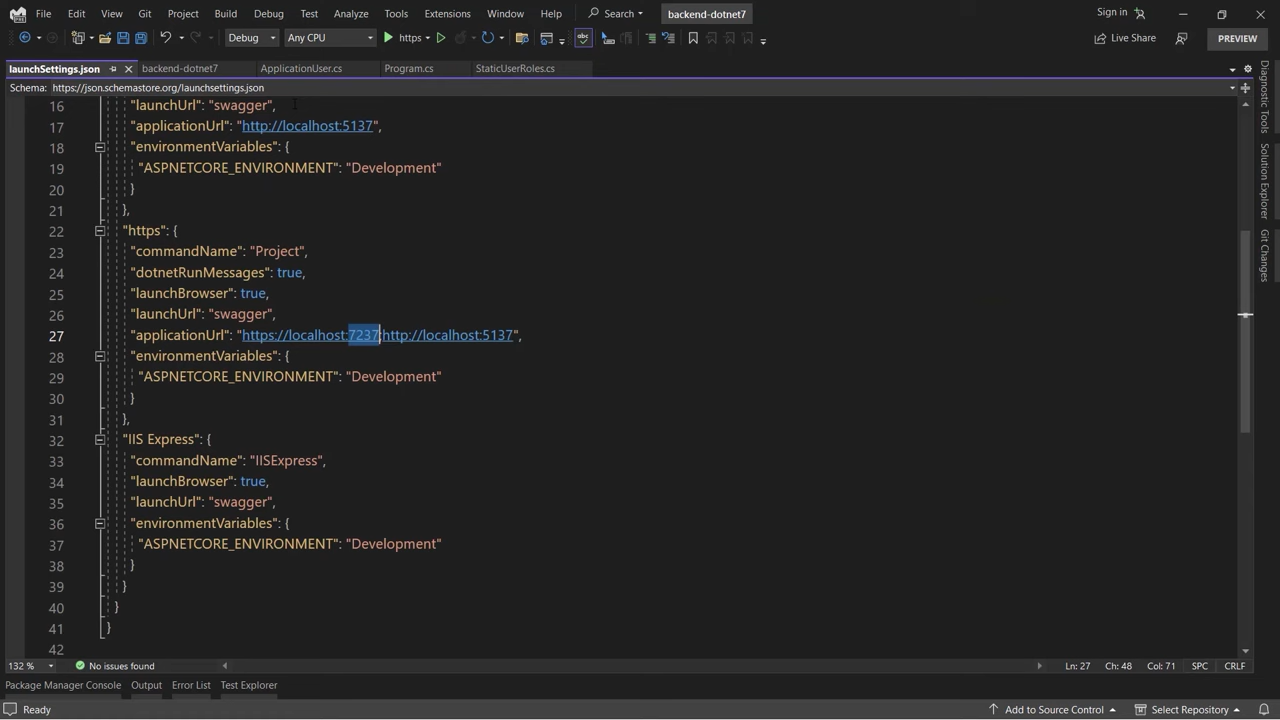 File Edit View Git Project Build Debug Test Analyze Tools Extensions Window Help Search backend-dotnet7 Sign in
Debug Any CPU https Live Share PREVIEW
launchSettings.json backend-dotnet7 ApplicationUser.cs Program.cs StaticUserRoles.cs
Schema: https://json.schemastore.org/launchsettings.json
16 "launchUrl": "swagger",
17 "applicationUrl": "http://localhost:5137",
18 "environmentVariables": {
19 "ASPNETCORE_ENVIRONMENT": "Development"
20 }
21 },
22 "https": {
23 "commandName": "Project",
24 "dotnetRunMessages": true,
25 "launchBrowser": true,
26 "launchUrl": "swagger",
27 "applicationUrl": "https://localhost:7237;http://localhost:5137",
28 "environmentVariables": {
29 "ASPNETCORE_ENVIRONMENT": "Development"
30 }
31 },
32 "IIS Express": {
33 "commandName": "IISExpress",
34 "launchBrowser": true,
35 "launchUrl": "swagger",
36 "environmentVariables": {
37 "ASPNETCORE_ENVIRONMENT": "Development"
38 }
39 }
40 }
41 }
42
132 % No issues found Ln: 27 Ch: 48 Col: 71 SPC CRLF
Package Manager Console Output Error List Test Explorer
Ready Add to Source Control Select Repository
Diagnostic Tools
Solution Explorer
Git Changes